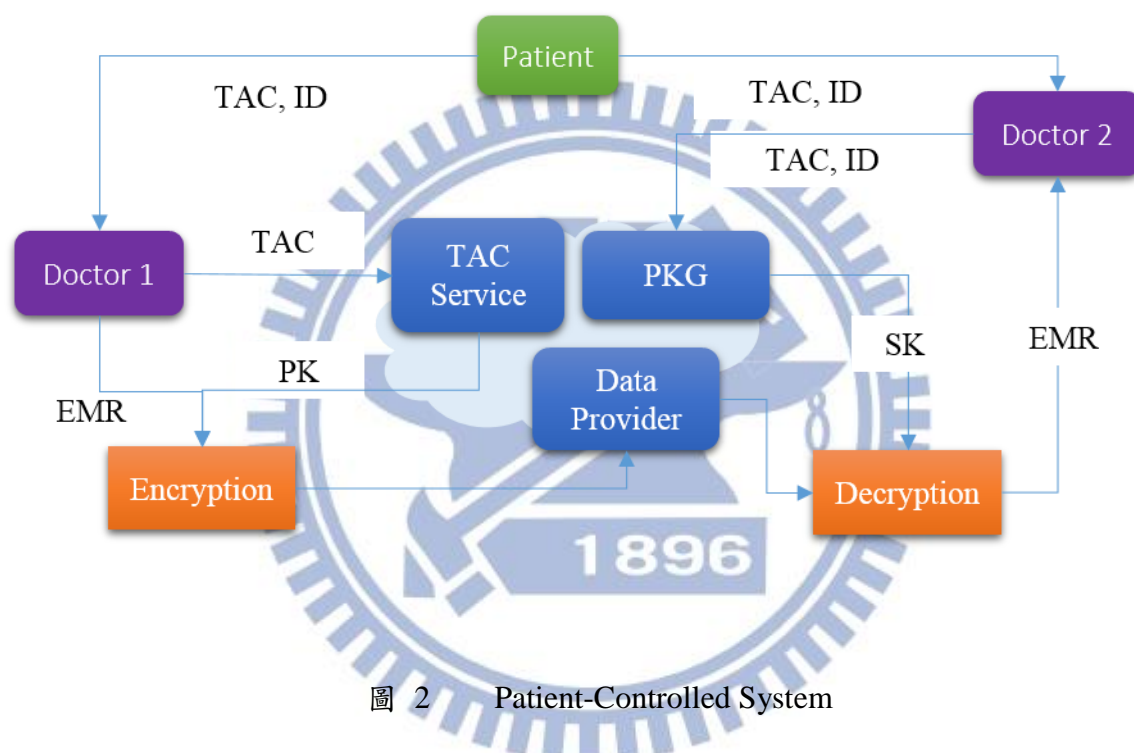 Patient
TAC, ID
TAC, ID
Doctor 2
TAC, ID
Doctor 1
TAC
TAC
Service
PKG
SK
EMR
PK
Data
Provider
EMR
Encryption
Decryption
1896
圖 2 Patient-Controlled System